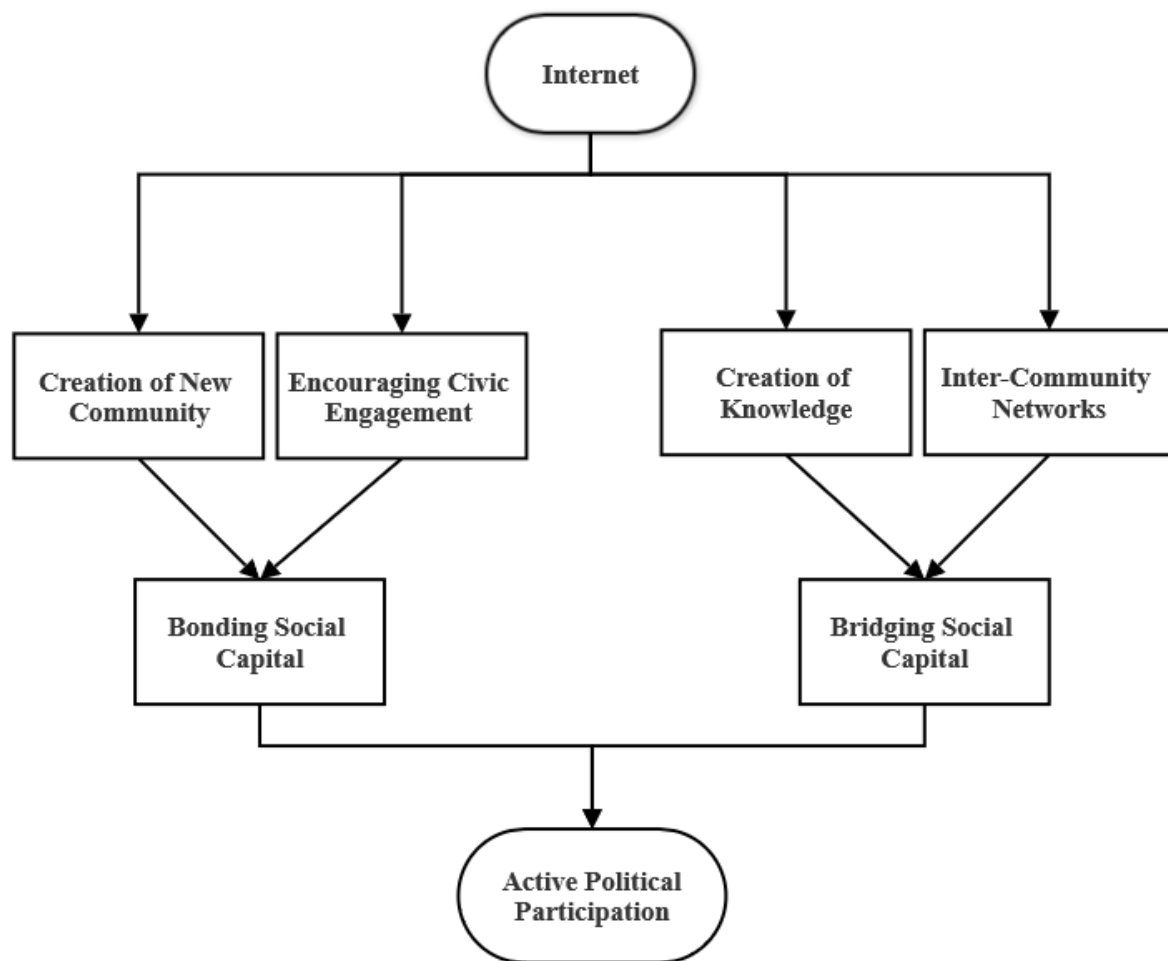 Internet
Creation of New
Community
Encouraging Civic
Engagement
Creation of
Knowledge
Inter-Community
Networks
Bonding Social
Capital
Bridging Social
Capital
Active Political
Participation